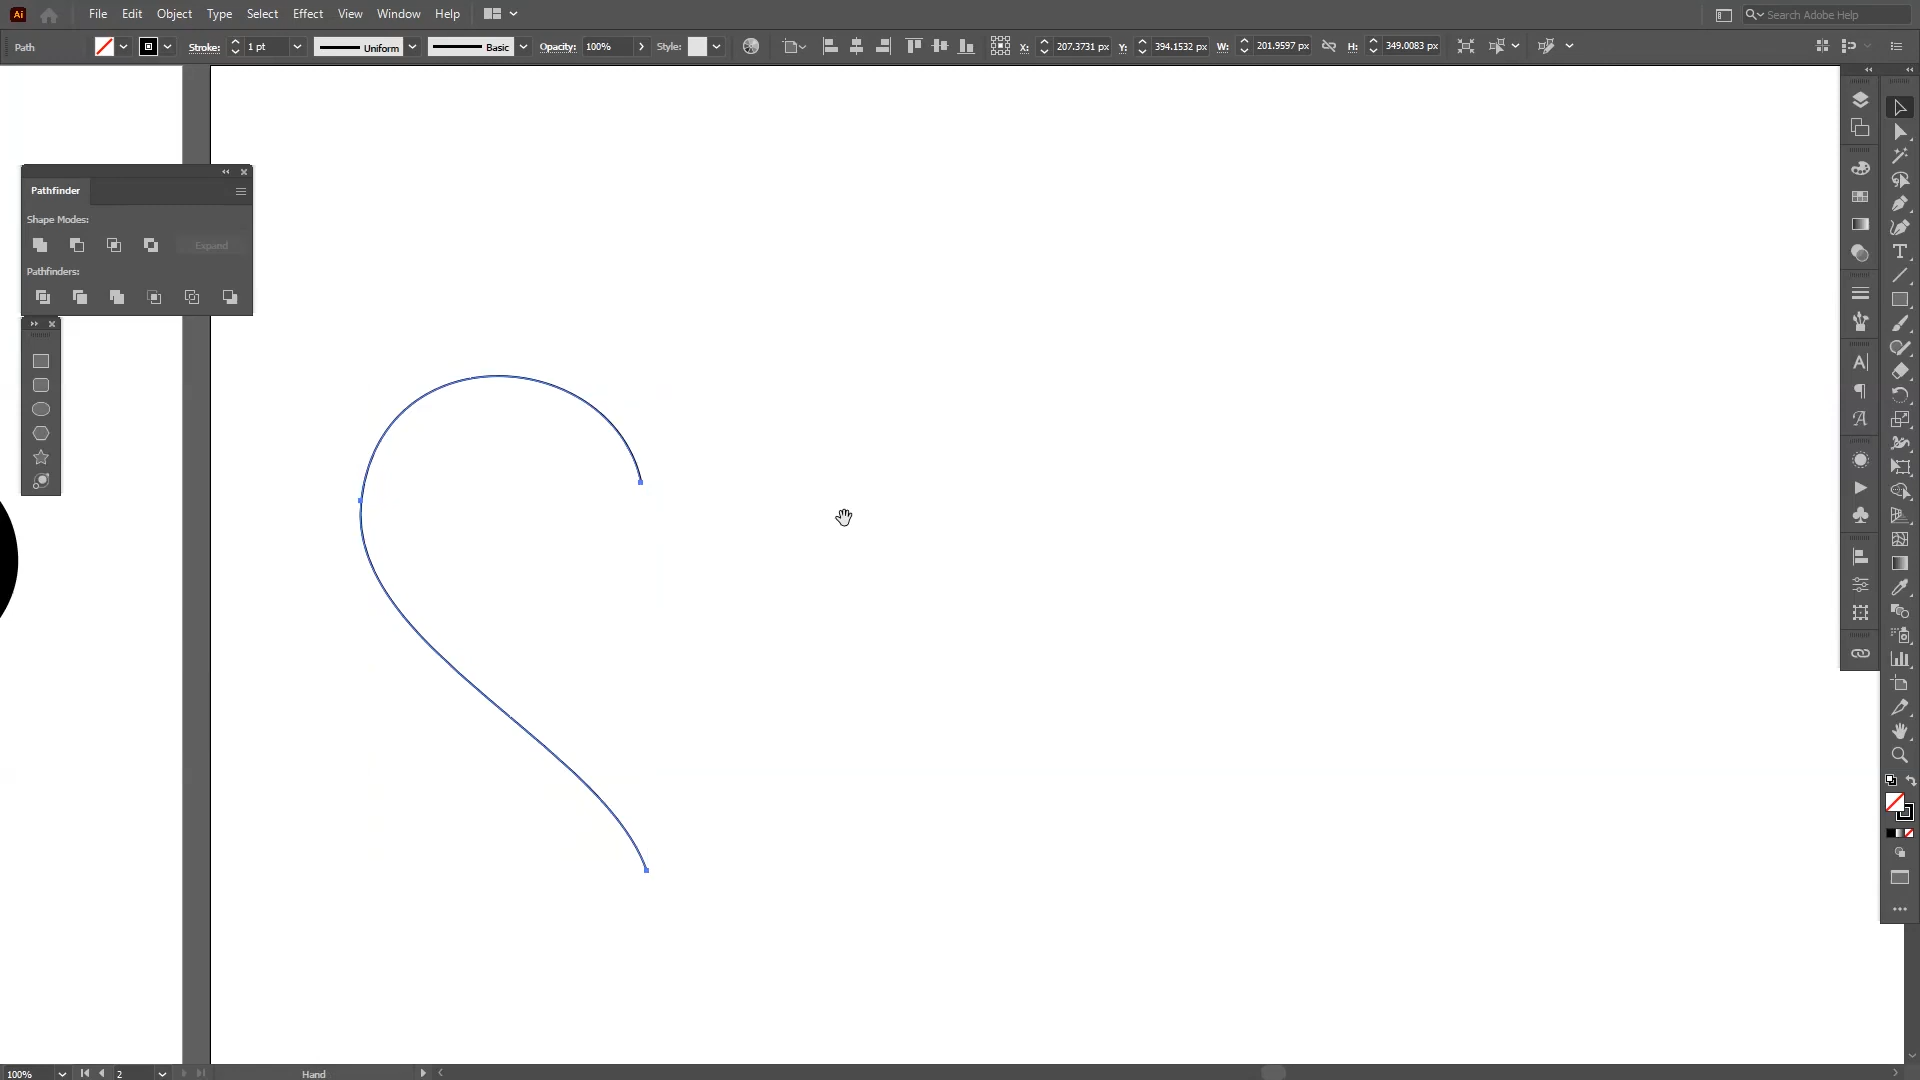 Ai File Edit Object Type Select Effect View Window Help Search Adobe Help
Path Stroke: 1 pt Uniform Basic Opacity: 100% Style: X: 207.3731 px Y: 394.1532 px W: 201.9597 px H: 349.0083 px
Pathfinder
Shape Modes:
Expand
Pathfinders:
100% 2 Hand